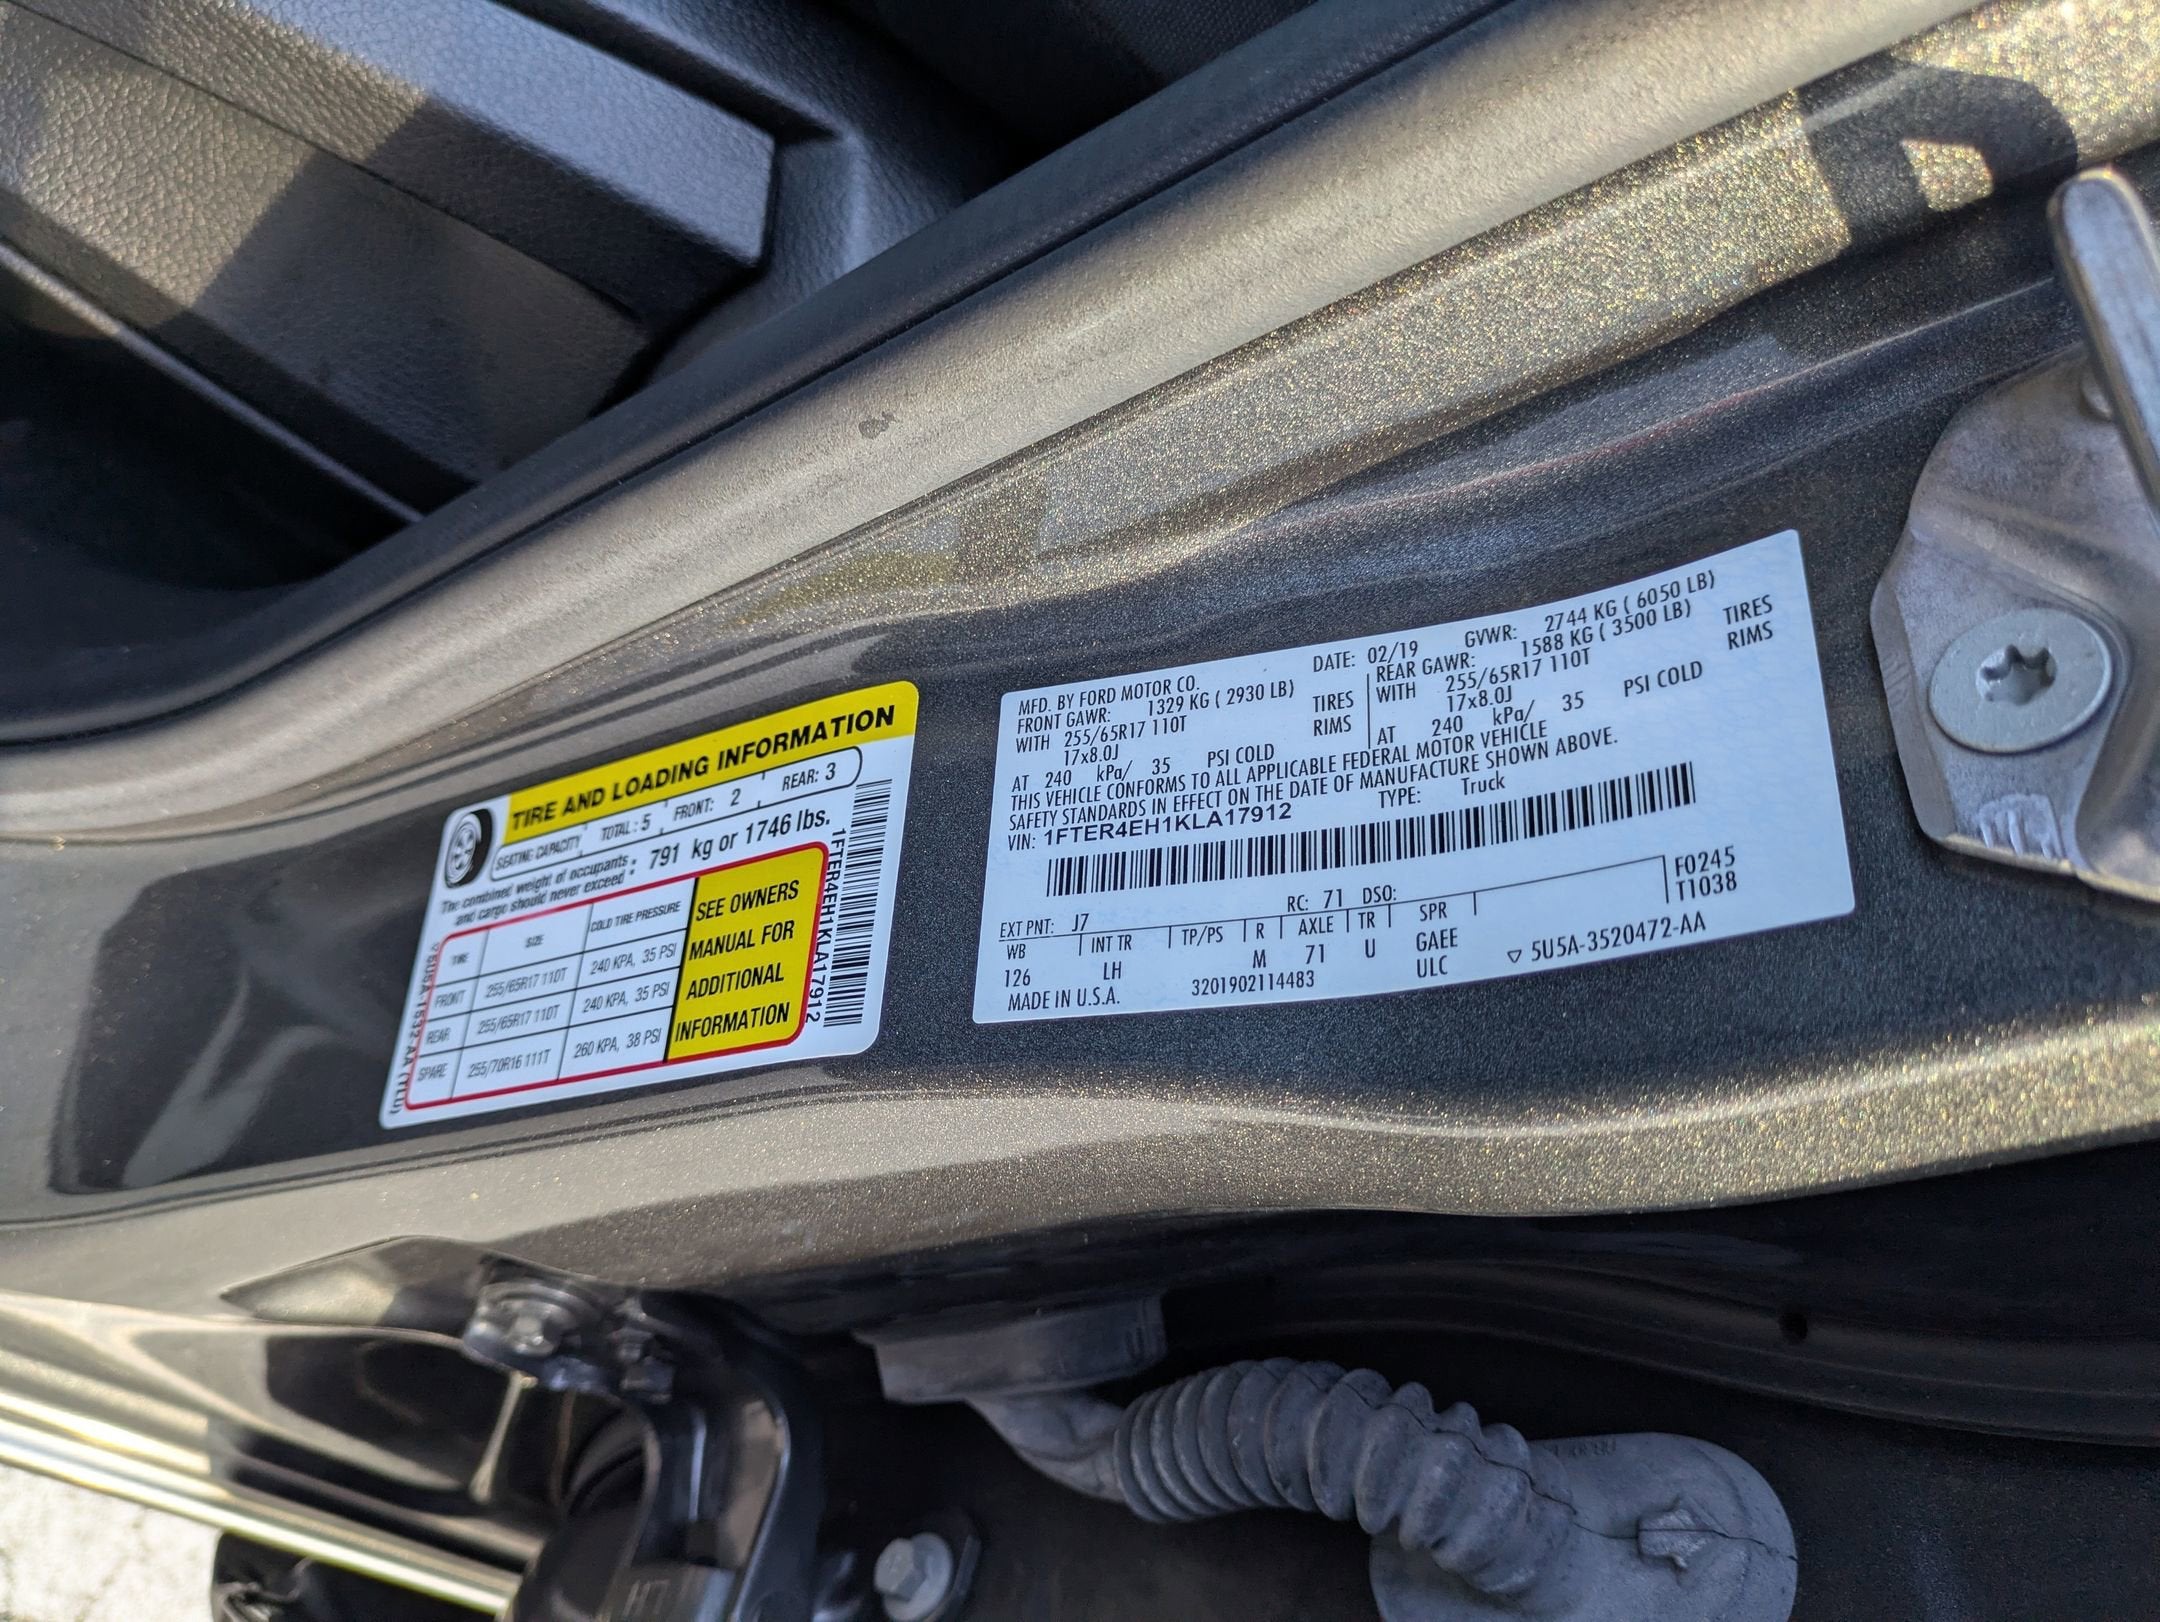 TIRE AND LOADING INFORMATION
SEATING CAPACITY TOTAL: 5 FRONT: 2 REAR: 3
The combined weight of occupants
and cargo should never exceed : 791 kg or 1746 lbs.
TIRE SIZE COLD TIRE PRESSURE
FRONT 255/65R17 110T 240 KPA, 35 PSI
REAR 255/65R17 110T 240 KPA, 35 PSI
SPARE 255/70R16 111T 260 KPA, 38 PSI
SEE OWNERS
MANUAL FOR
ADDITIONAL
INFORMATION
1FTER4EH1KLA17912
MFD. BY FORD MOTOR CO. DATE: 02/19 GVWR: 2744 KG ( 6050 LB)
FRONT GAWR: 1329 KG ( 2930 LB) REAR GAWR: 1588 KG ( 3500 LB)
WITH 255/65R17 110T TIRES WITH 255/65R17 110T TIRES
17x8.0J RIMS 17x8.0J RIMS
AT 240 kPa/ 35 PSI COLD AT 240 kPa/ 35 PSI COLD
THIS VEHICLE CONFORMS TO ALL APPLICABLE FEDERAL MOTOR VEHICLE
SAFETY STANDARDS IN EFFECT ON THE DATE OF MANUFACTURE SHOWN ABOVE.
VIN: 1FTER4EH1KLA17912 TYPE: Truck
F0245
T1038
EXT PNT: J7 RC: 71 DSO:
WB INT TR TP/PS R AXLE TR SPR
126 LH M 71 U GAEE
ULC
MADE IN U.S.A. 3201902114483 5U5A-3520472-AA